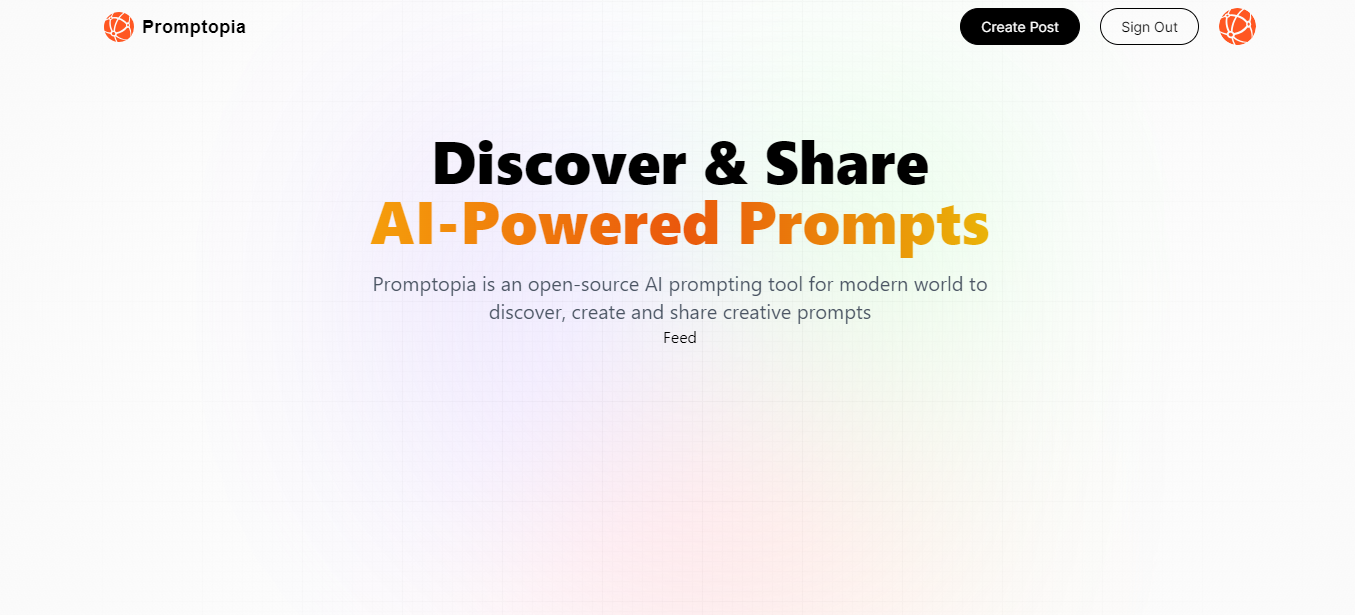 Promptopia
Create Post
Sign Out
Discover & Share
AI-Powered Prompts
Promptopia is an open-source AI prompting tool for modern world to
discover, create and share creative prompts
Feed